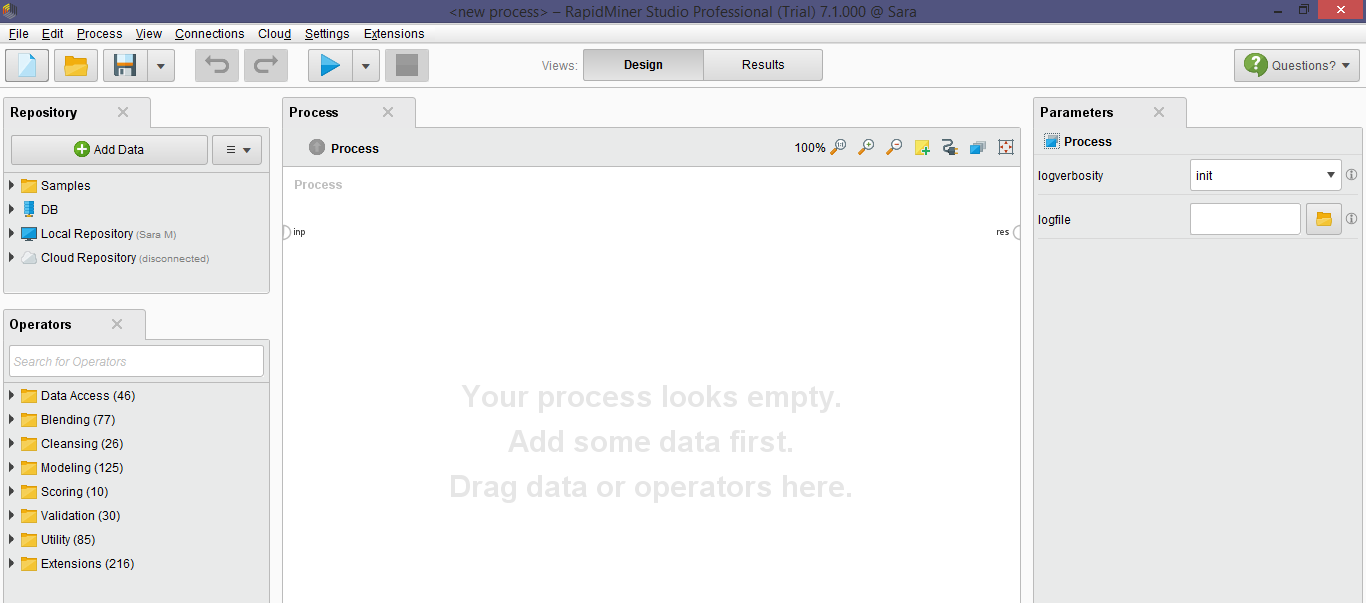 <new process> – RapidMiner Studio Professional (Trial) 7.1.000 @ Sara
File Edit Process View Connections Cloud Settings Extensions
Views: Design Results
Questions?
Repository
Add Data
Samples
DB
Local Repository (Sara M)
Cloud Repository (disconnected)
Operators
Search for Operators
Data Access (46)
Blending (77)
Cleansing (26)
Modeling (125)
Scoring (10)
Validation (30)
Utility (85)
Extensions (216)
Process
Process
100%
Process
inp
res
Your process looks empty.
Add some data first.
Drag data or operators here.
Parameters
Process
logverbosity init
logfile